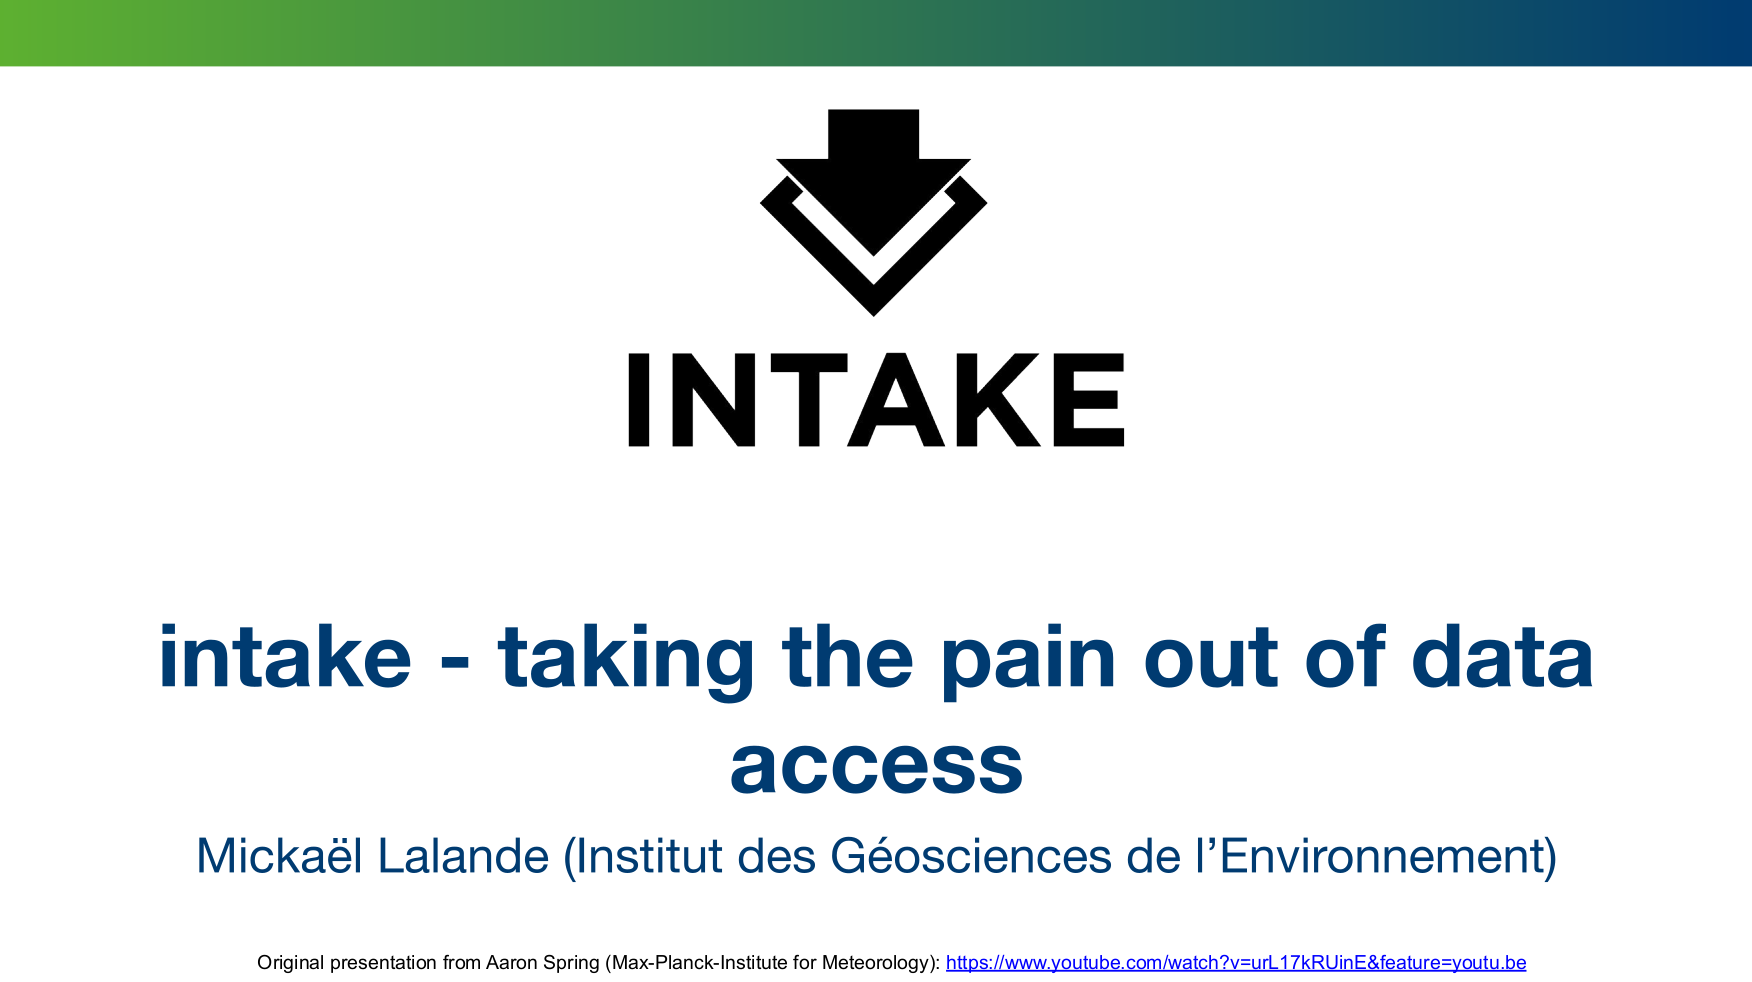 INTAKE
intake - taking the pain out of data
access
Mickaël Lalande (Institut des Géosciences de l’Environnement)
Original presentation from Aaron Spring (Max-Planck-Institute for Meteorology): https://www.youtube.com/watch?v=urL17kRUinE&feature=youtu.be